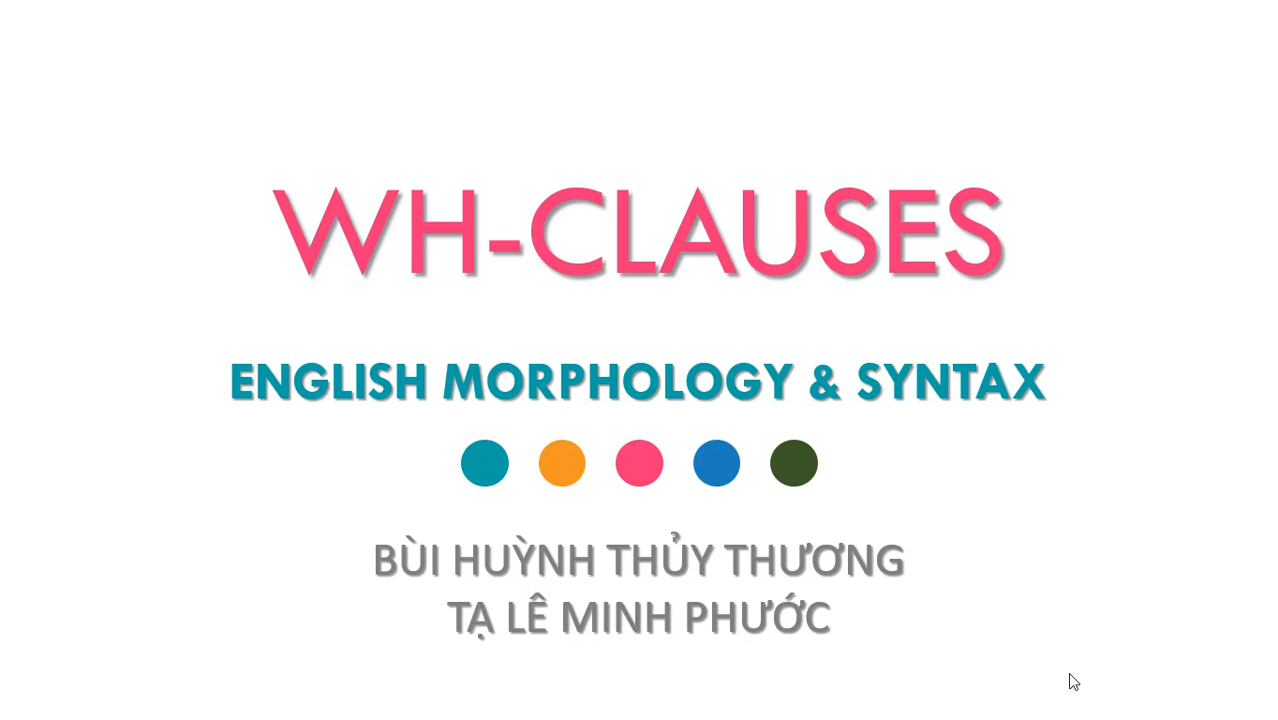 WH-CLAUSES
ENGLISH MORPHOLOGY & SYNTAX
BÙI HUỲNH THỦY THƯƠNG
TẠ LÊ MINH PHƯỚC